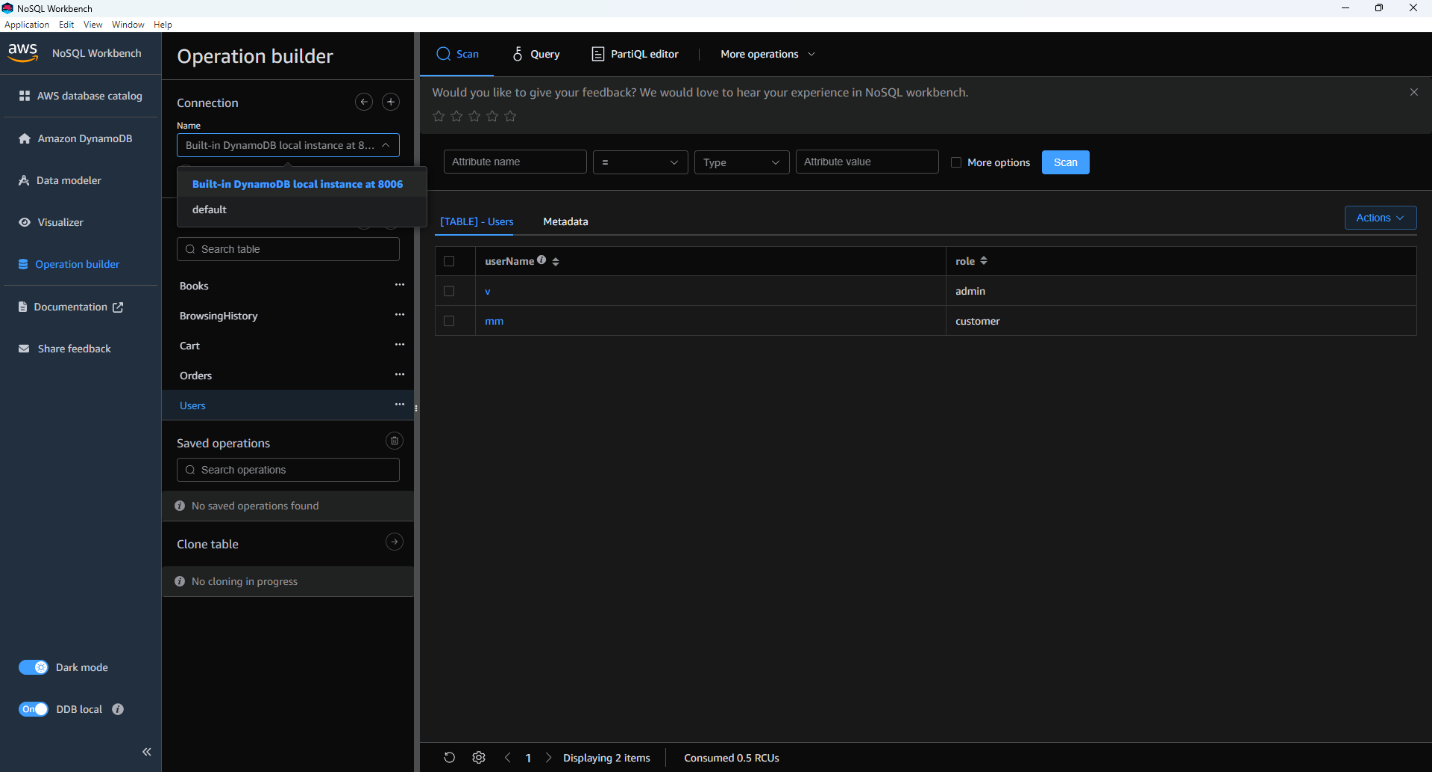 NoSQL Workbench
Application Edit View Window Help
aws NoSQL Workbench
AWS database catalog
Amazon DynamoDB
Data modeler
Visualizer
Operation builder
Documentation
Share feedback
Dark mode
On DDB local
Operation builder
Connection
Name
Built-in DynamoDB local instance at 8...
Built-in DynamoDB local instance at 8006
default
Search table
Books
BrowsingHistory
Cart
Orders
Users
Saved operations
Search operations
No saved operations found
Clone table
No cloning in progress
Scan Query PartiQL editor More operations
Would you like to give your feedback? We would love to hear your experience in NoSQL workbench.
Attribute name = Type Attribute value More options Scan
[TABLE] - Users Metadata Actions
userName role
v admin
mm customer
1 Displaying 2 items Consumed 0.5 RCUs